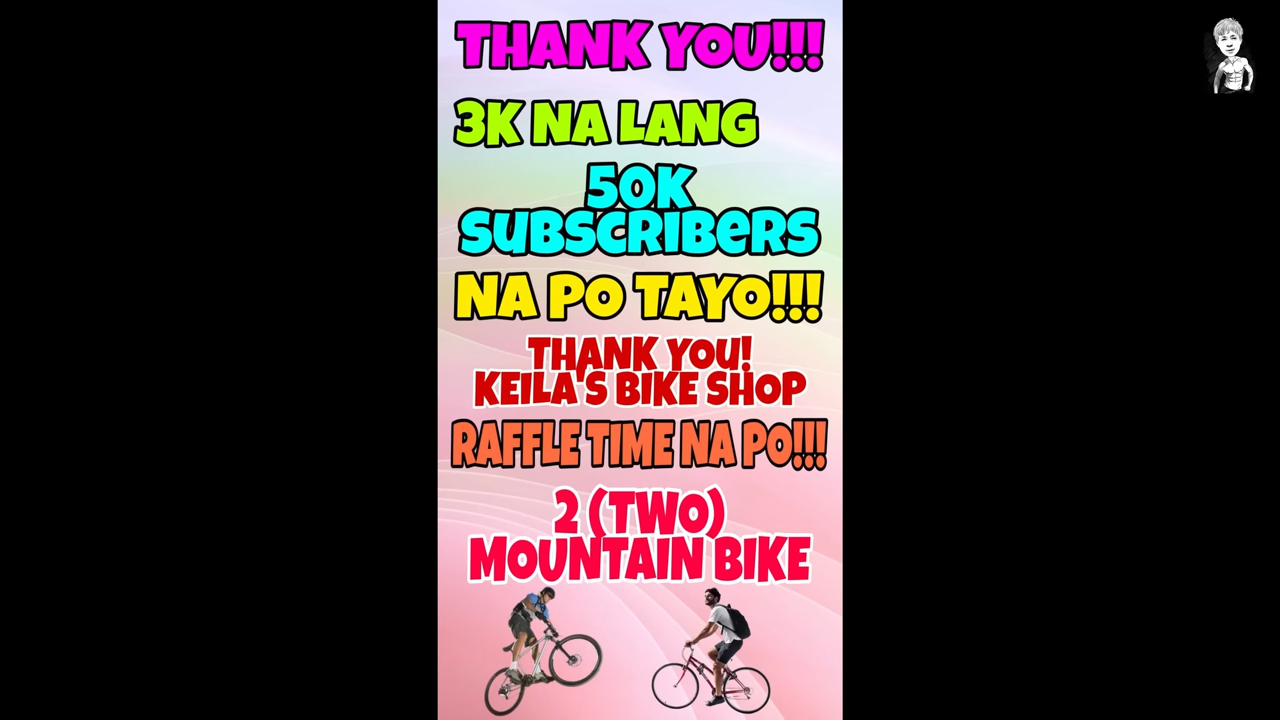 THANK YOU!!!
3K NA LANG
50K
SUBSCRIBERS
NA PO TAYO!!!
THANK YOU!
KEILA'S BIKE SHOP
RAFFLE TIME NA PO!!!
2 (TWO)
MOUNTAIN BIKE